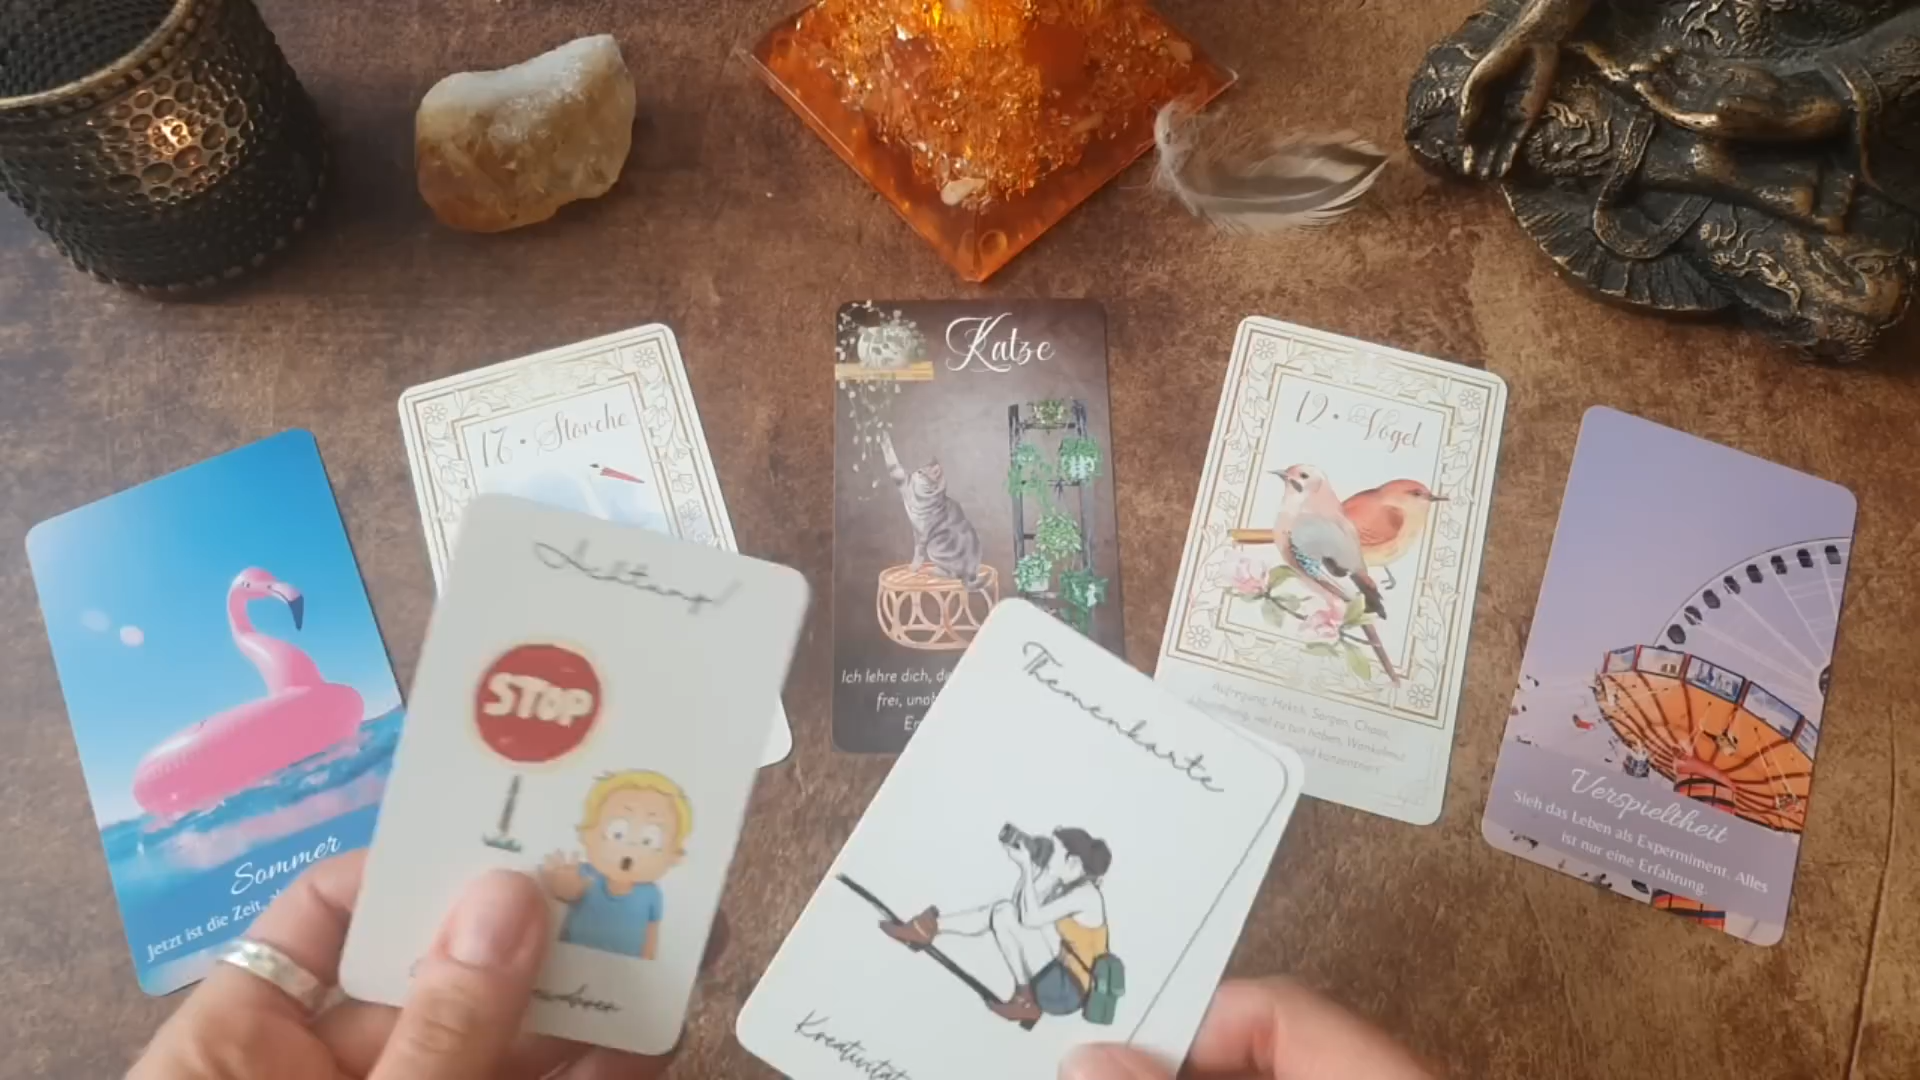 Sommer
Jetzt ist die Zeit,
17 • Störche
Achtung!
STOP
Katze
Ich lehre dich,
frei,
Themenkarte
Kreativität
12 • Vögel
Aufregung, Hektik, Sorgen, Chaos,
viel zu tun haben, Wankelmut
und konzentriert
Verspieltheit
Sieh das Leben als Expermiment. Alles
ist nur eine Erfahrung.